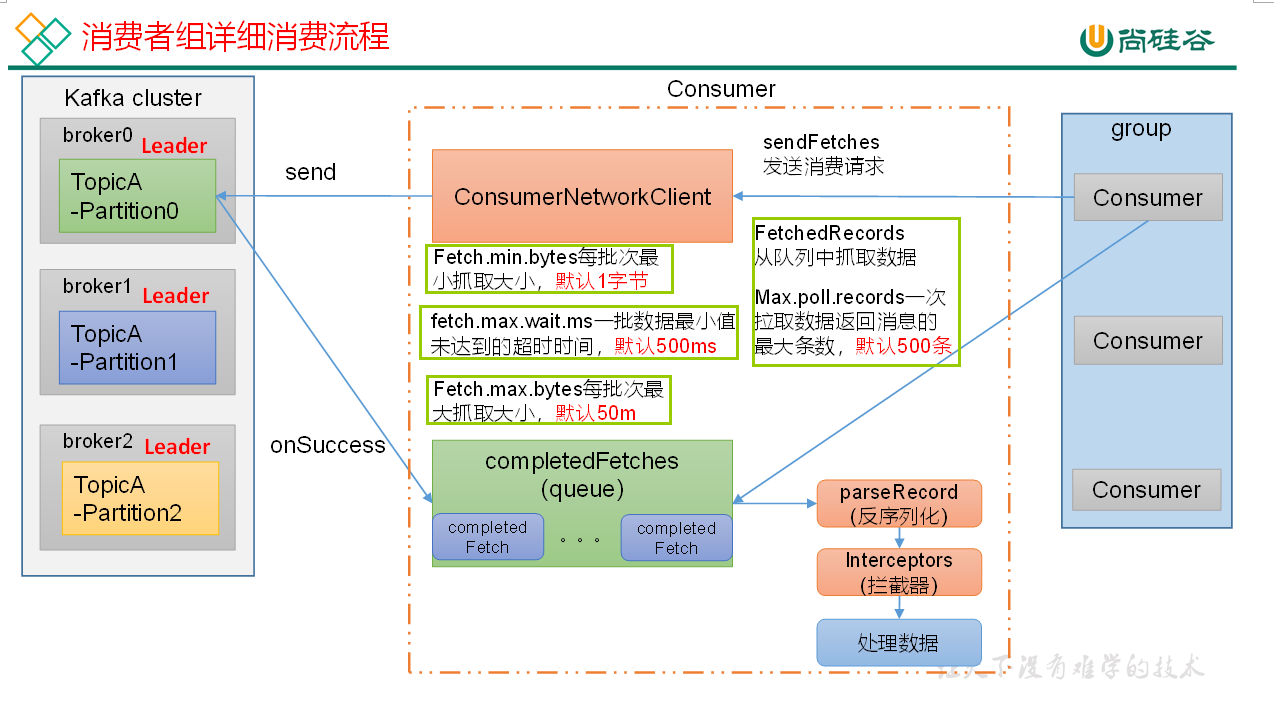 消费者组详细消费流程
尚硅谷
Kafka cluster
broker0
Leader
TopicA
-Partition0
broker1
Leader
TopicA
-Partition1
broker2
Leader
TopicA
-Partition2
send
onSuccess
Consumer
ConsumerNetworkClient
sendFetches
发送消费请求
Fetch.min.bytes每批次最
小抓取大小，默认1字节
fetch.max.wait.ms一批数据最小值
未达到的超时时间，默认500ms
Fetch.max.bytes每批次最
大抓取大小，默认50m
FetchedRecords
从队列中抓取数据
Max.poll.records一次
拉取数据返回消息的
最大条数，默认500条
completedFetches
(queue)
completed
Fetch
。。。
completed
Fetch
parseRecord
(反序列化)
Interceptors
(拦截器)
处理数据
group
Consumer
Consumer
Consumer
让天下没有难学的技术